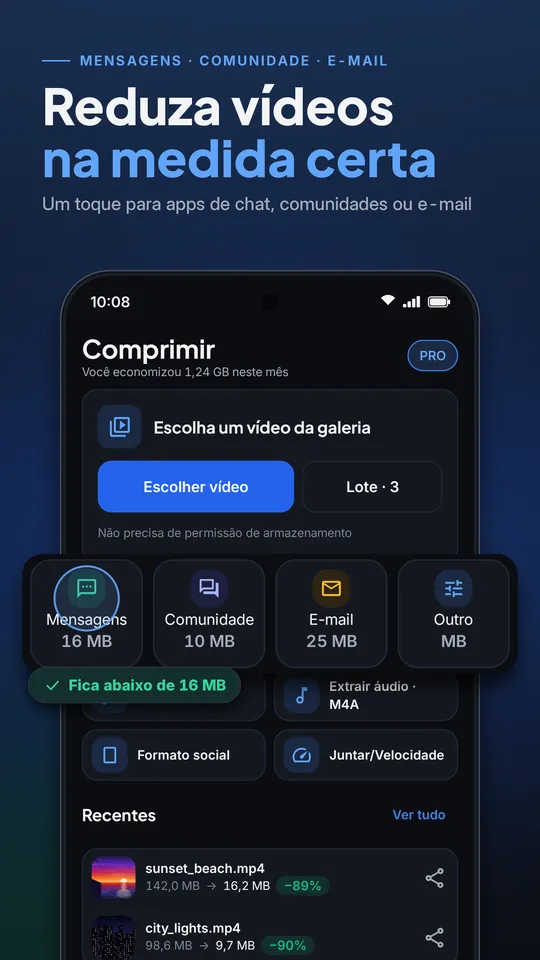 MENSAGENS · COMUNIDADE · E-MAIL
Reduza vídeos
na medida certa
Um toque para apps de chat, comunidades ou e-mail
10:08
Comprimir
Você economizou 1,24 GB neste mês
PRO
Escolha um vídeo da galeria
Escolher vídeo
Lote · 3
Não precisa de permissão de armazenamento
Mensagens
16 MB
Comunidade
10 MB
E-mail
25 MB
Outro
MB
✓ Fica abaixo de 16 MB
Extrair áudio ·
M4A
Formato social
Juntar/Velocidade
Recentes
Ver tudo
sunset_beach.mp4
142,0 MB → 16,2 MB −89%
city_lights.mp4
98,6 MB → 9,7 MB −90%